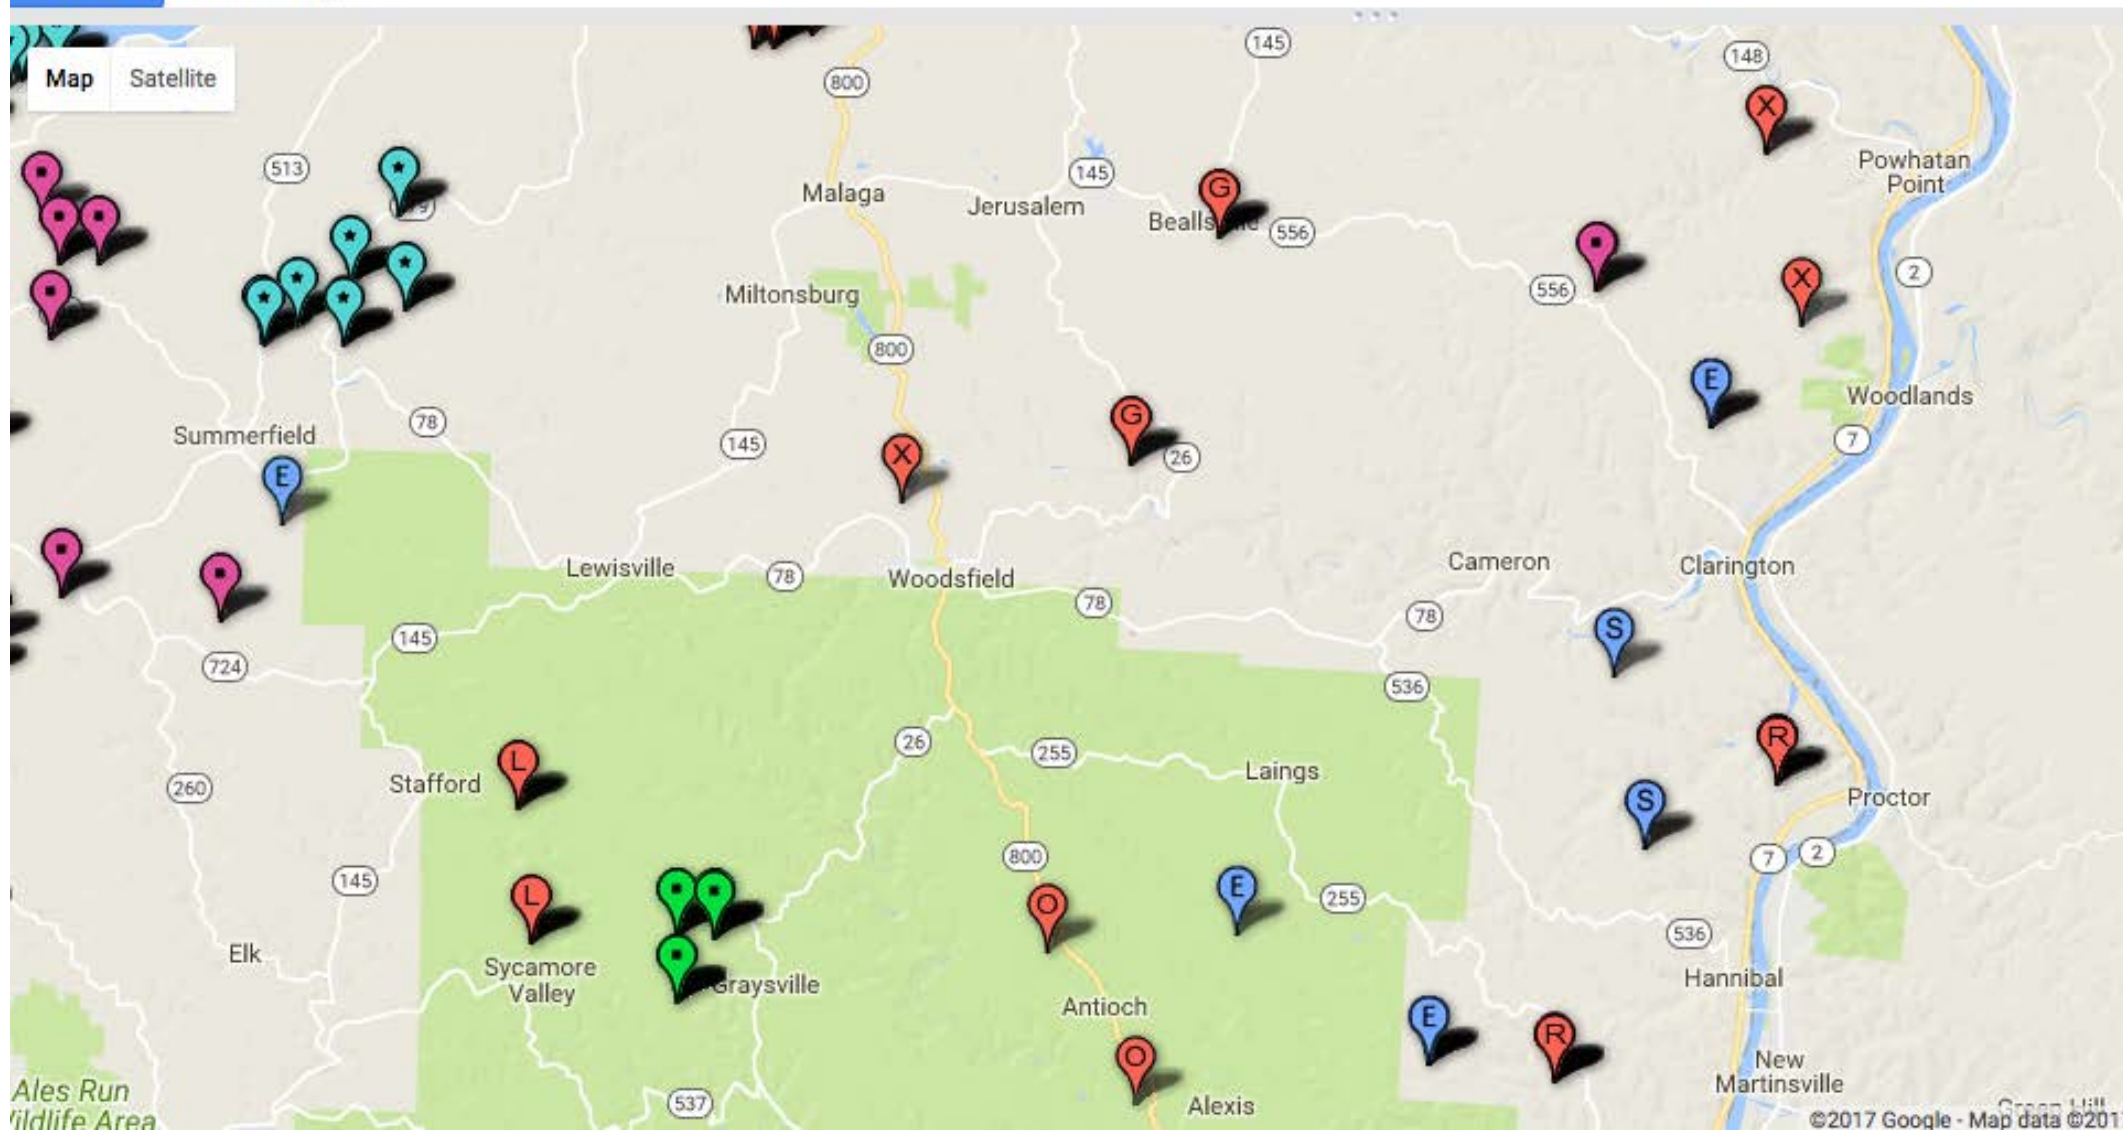 145
148
Map Satellite
800
X
Powhatan
Point
513
145
G
Malaga
Jerusalem
556
2
X
Miltonsburg
556
800
E
Woodlands
78
G
7
Summerfield
145
X
26
E
Cameron
Clarington
Lewisville
78
Woodsfield
78
78
S
145
724
536
R
26
255
L
Laings
Stafford
260
S
Proctor
800
7
2
145
L
E
O
255
536
Elk
Sycamore
Valley
Graysville
Hannibal
Antioch
E
R
O
New
Martinsville
Ales Run
Wildlife Area
537
Alexis
©2017 Google - Map data ©201